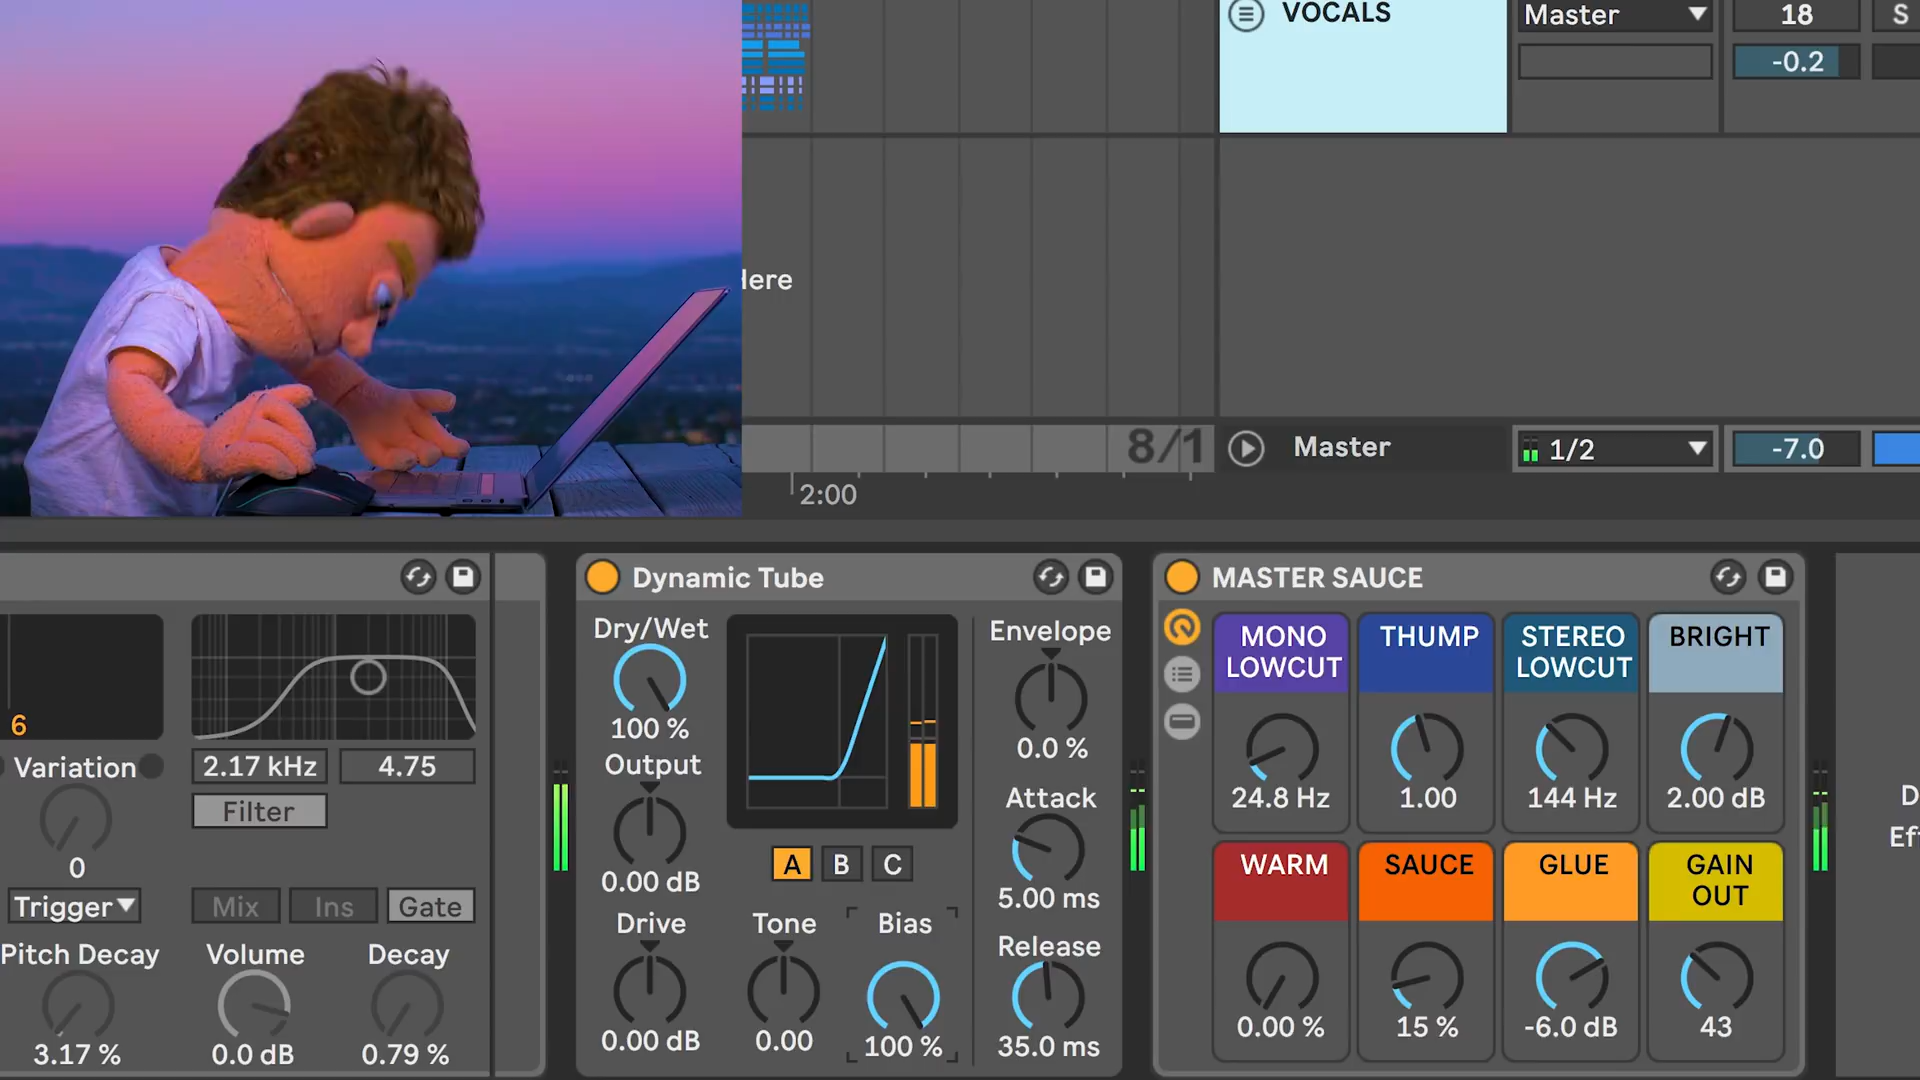 VOCALS
Master
18
S
-0.2
Here
8/1
Master
1/2
-7.0
2:00
6
Variation
0
Trigger
Pitch Decay
3.17 %
2.17 kHz
4.75
Filter
Mix
Ins
Gate
Volume
0.0 dB
Decay
0.79 %
Dynamic Tube
Dry/Wet
100 %
Output
0.00 dB
A
B
C
Drive
0.00 dB
Tone
0.00
Bias
100 %
Envelope
0.0 %
Attack
5.00 ms
Release
35.0 ms
MASTER SAUCE
MONO
LOWCUT
24.8 Hz
THUMP
1.00
STEREO
LOWCUT
144 Hz
BRIGHT
2.00 dB
WARM
0.00 %
SAUCE
15 %
GLUE
-6.0 dB
GAIN
OUT
43